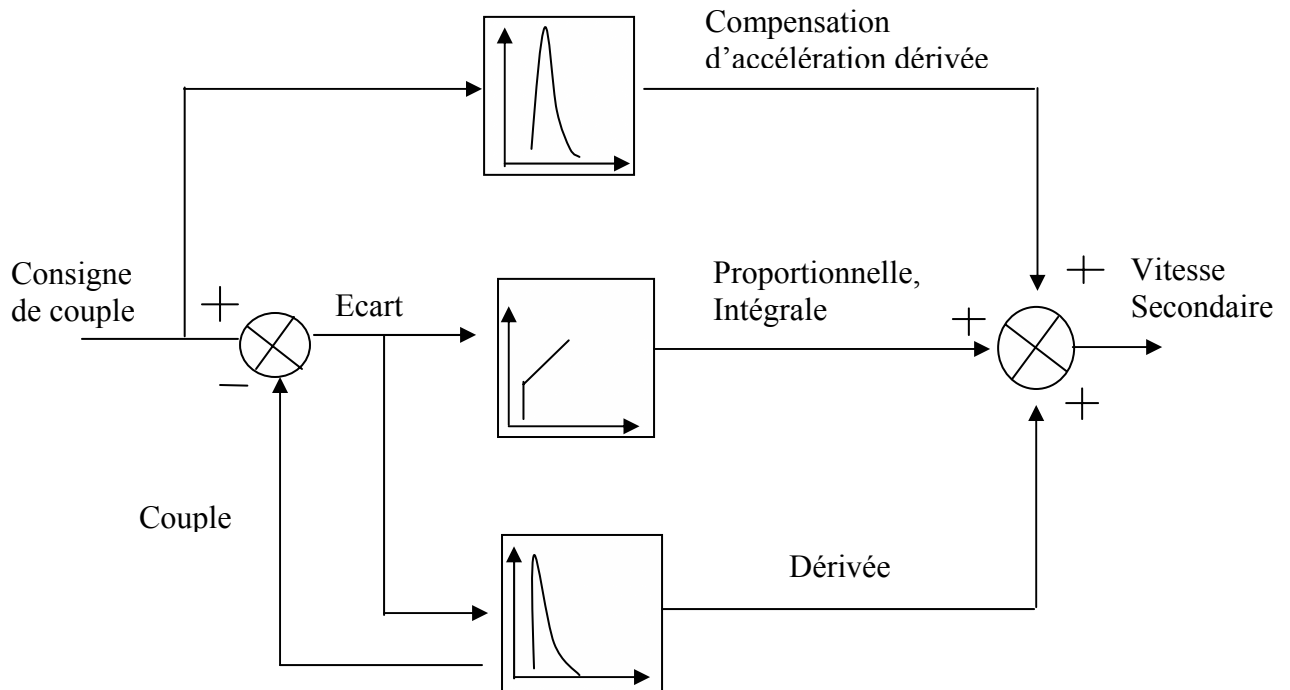 Compensation
d’accélération dérivée
Consigne
de couple
+
−
Ecart
Proportionnelle,
Intégrale
+
+
Vitesse
Secondaire
+
Couple
Dérivée